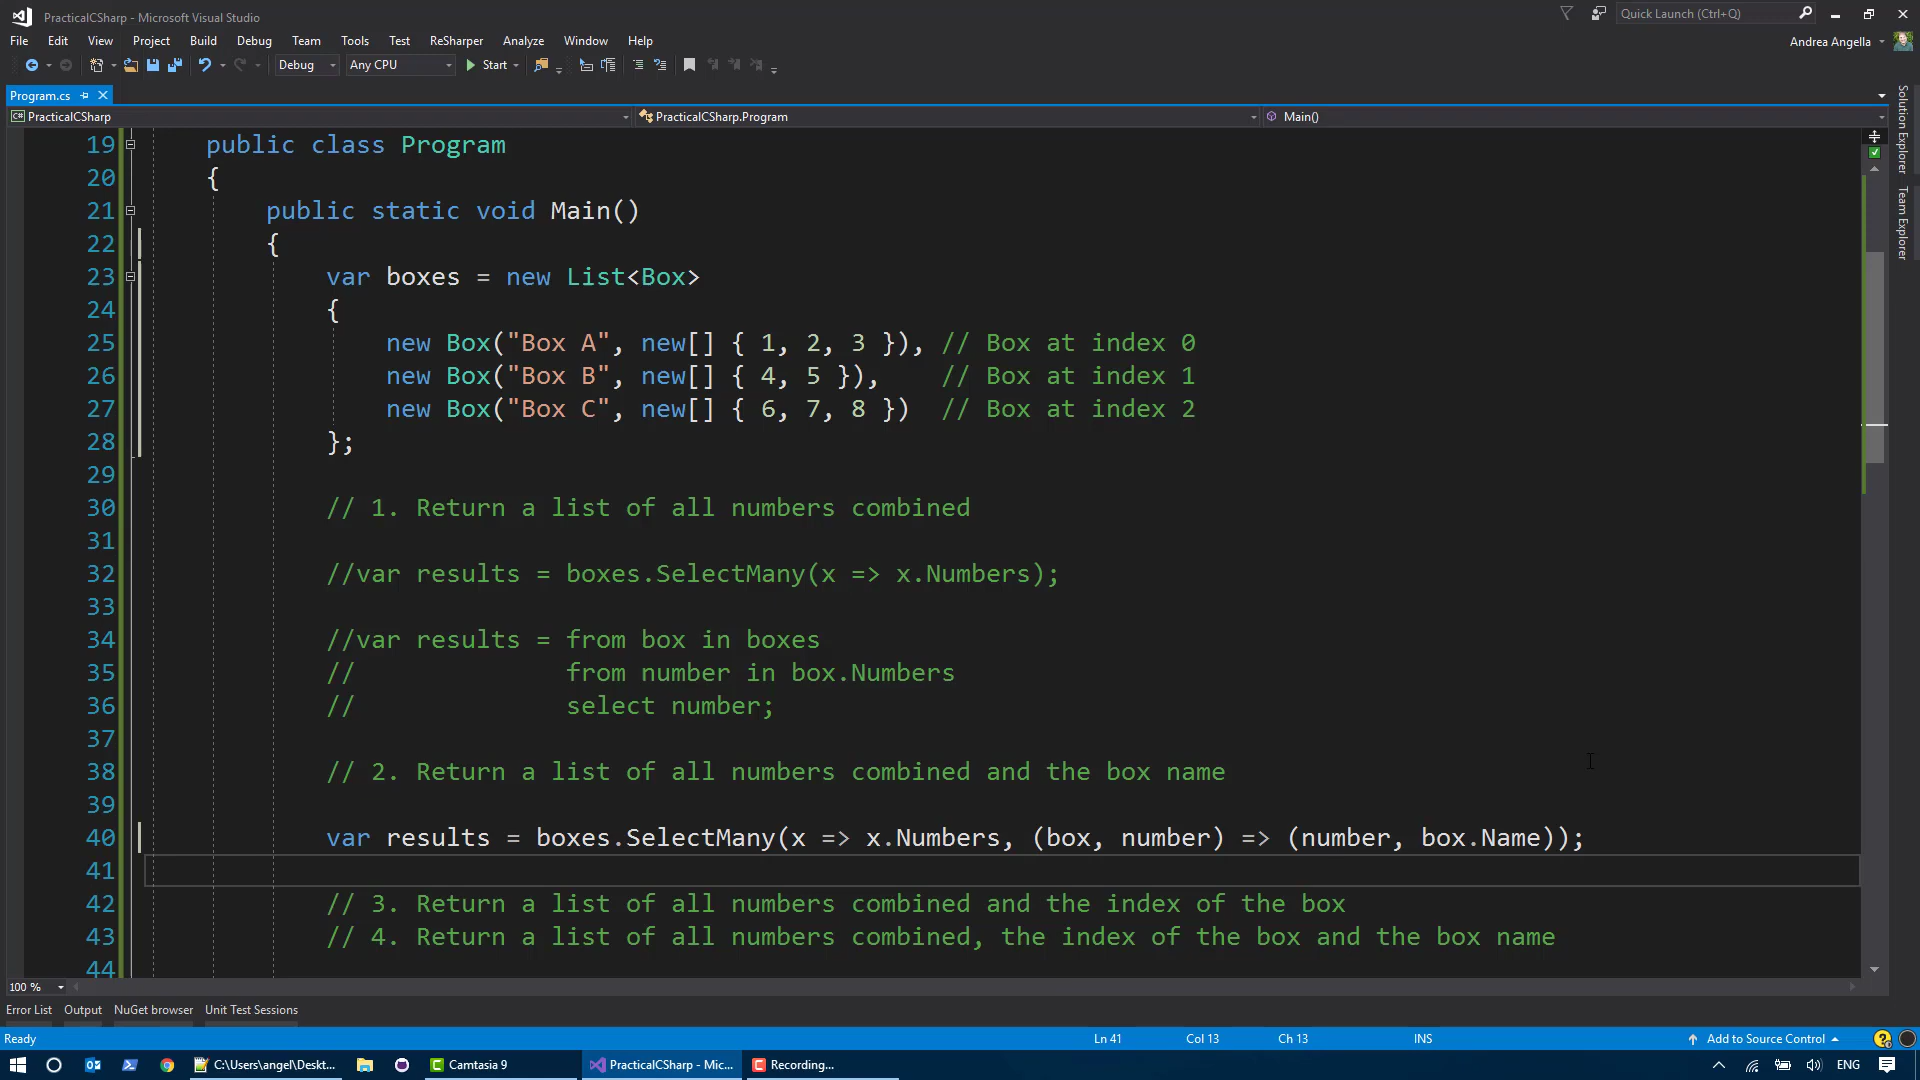 PracticalCSharp - Microsoft Visual Studio
Quick Launch (Ctrl+Q)
File Edit View Project Build Debug Team Tools Test ReSharper Analyze Window Help
Andrea Angella
Debug Any CPU Start
Program.cs
PracticalCSharp PracticalCSharp.Program Main()
19 public class Program
20 {
21 public static void Main()
22 {
23 var boxes = new List<Box>
24 {
25 new Box("Box A", new[] { 1, 2, 3 }), // Box at index 0
26 new Box("Box B", new[] { 4, 5 }), // Box at index 1
27 new Box("Box C", new[] { 6, 7, 8 }) // Box at index 2
28 };
29
30 // 1. Return a list of all numbers combined
31
32 //var results = boxes.SelectMany(x => x.Numbers);
33
34 //var results = from box in boxes
35 // from number in box.Numbers
36 // select number;
37
38 // 2. Return a list of all numbers combined and the box name
39
40 var results = boxes.SelectMany(x => x.Numbers, (box, number) => (number, box.Name));
41
42 // 3. Return a list of all numbers combined and the index of the box
43 // 4. Return a list of all numbers combined, the index of the box and the box name
44
Solution Explorer
Team Explorer
100 %
Error List Output NuGet browser Unit Test Sessions
Ready Ln 41 Col 13 Ch 13 INS Add to Source Control
C:\Users\angel\Deskt... Camtasia 9 PracticalCSharp - Mic... Recording... ENG